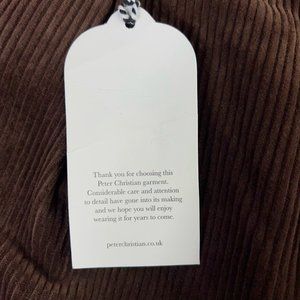 Thank you for choosing this
Peter Christian garment.
Considerable care and attention
to detail have gone into its making
and we hope you will enjoy
wearing it for years to come.
peterchristian.co.uk